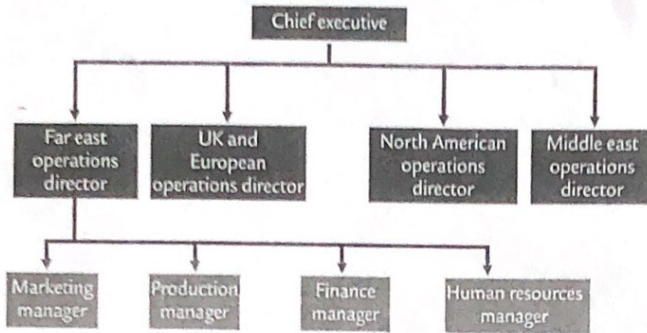 Chief executive
Far east
operations
director
UK and
European
operations director
North American
operations
director
Middle east
operations
director
Marketing
manager
Production
manager
Finance
manager
Human resources
manager